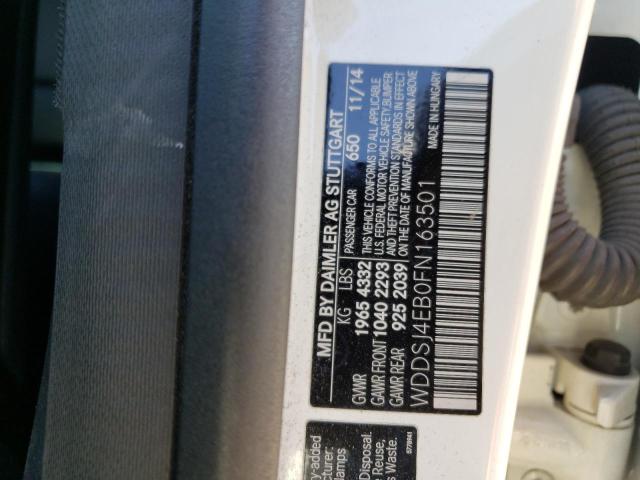 MFD BY DAIMLER AG STUTTGART
KG LBS PASSENGER CAR 650 11/14
GVWR 1965 4332 THIS VEHICLE CONFORMS TO ALL APPLICABLE
GAWR FRONT 1040 2293 U.S. FEDERAL MOTOR VEHICLE SAFETY, BUMPER
GAWR REAR 925 2039 AND THEFT PREVENTION STANDARDS IN EFFECT
ON THE DATE OF MANUFACTURE SHOWN ABOVE
WDDSJ4EB0FN163501 MADE IN HUNGARY
y-added
lamps
Disposal:
Reuse,
s Waste.